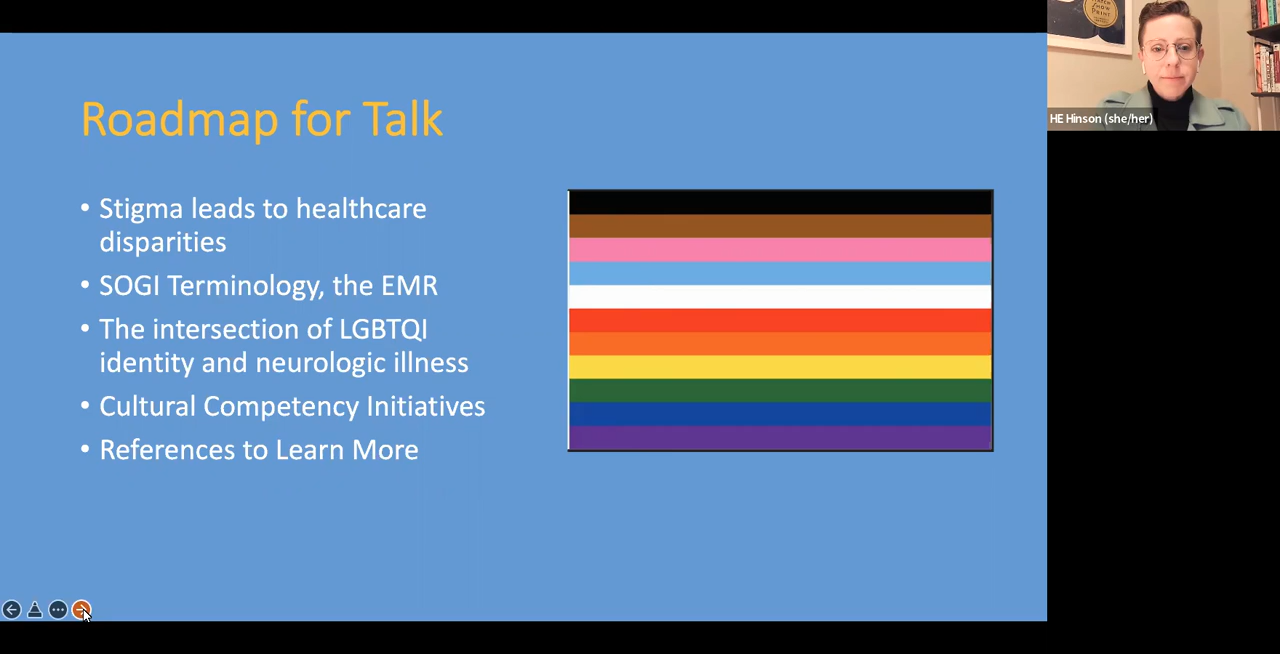 Roadmap for Talk
• Stigma leads to healthcare
disparities
• SOGI Terminology, the EMR
• The intersection of LGBTQI
identity and neurologic illness
• Cultural Competency Initiatives
• References to Learn More
HE Hinson (she/her)